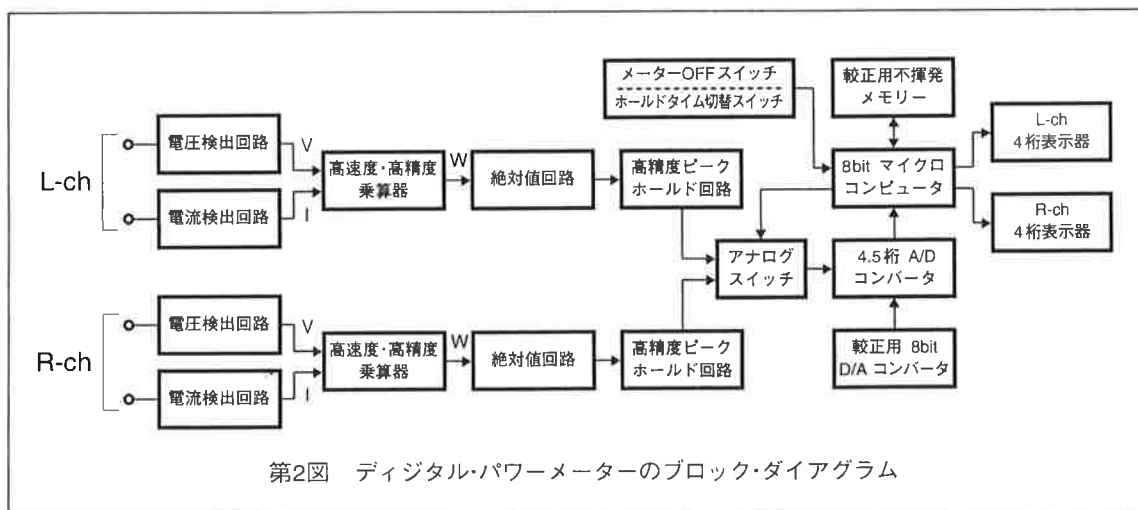 メーターOFFスイッチ
ホールドタイム切替スイッチ
較正用不揮発
メモリー
L-ch
4桁表示器
R-ch
4桁表示器
8bit マイクロ
コンピュータ
L-ch
電圧検出回路
V
電流検出回路
I
高速度・高精度
乗算器
W
絶対値回路
高精度ピーク
ホールド回路
アナログ
スイッチ
4.5桁 A/D
コンバータ
較正用 8bit
D/A コンバータ
R-ch
電圧検出回路
V
電流検出回路
I
高速度・高精度
乗算器
W
絶対値回路
高精度ピーク
ホールド回路
第2図 ディジタル・パワーメーターのブロック・ダイアグラム